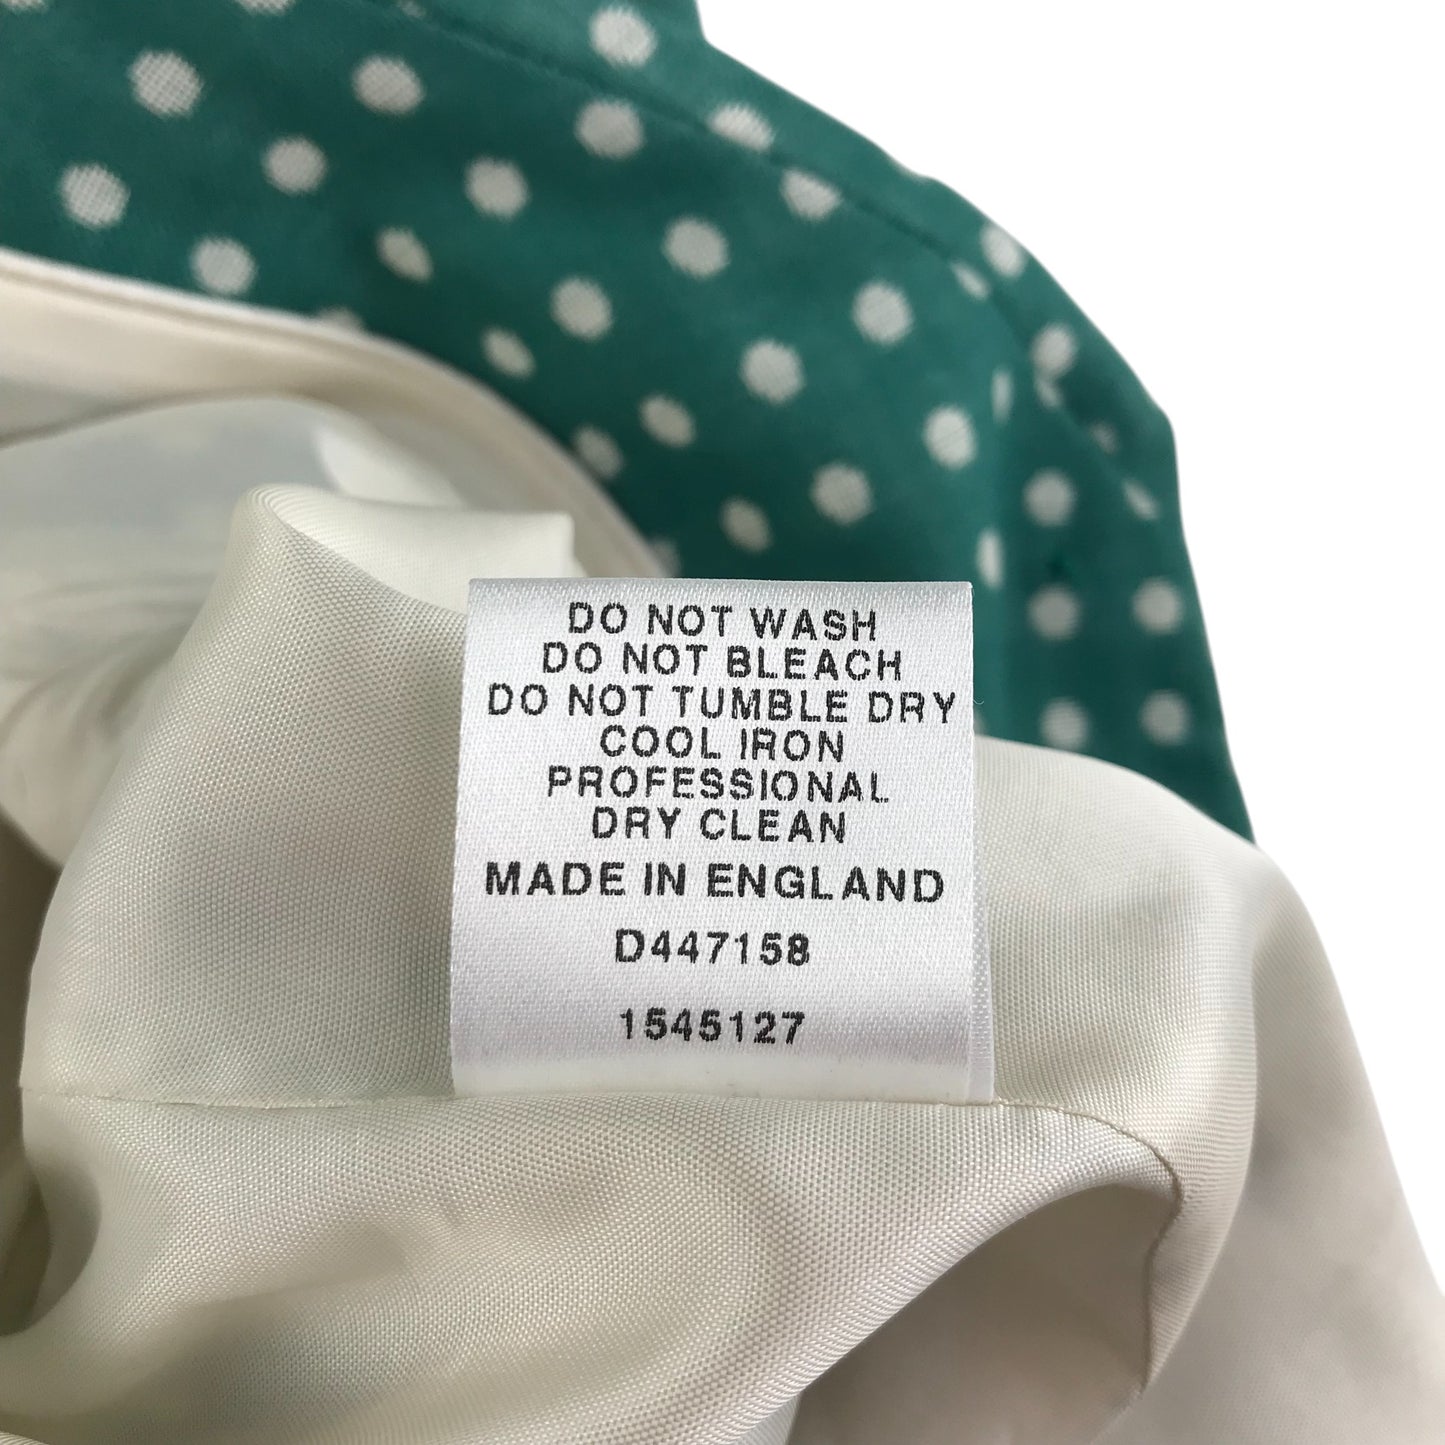 DO NOT WASH
DO NOT BLEACH
DO NOT TUMBLE DRY
COOL IRON
PROFESSIONAL
DRY CLEAN
MADE IN ENGLAND
D447158
1545127